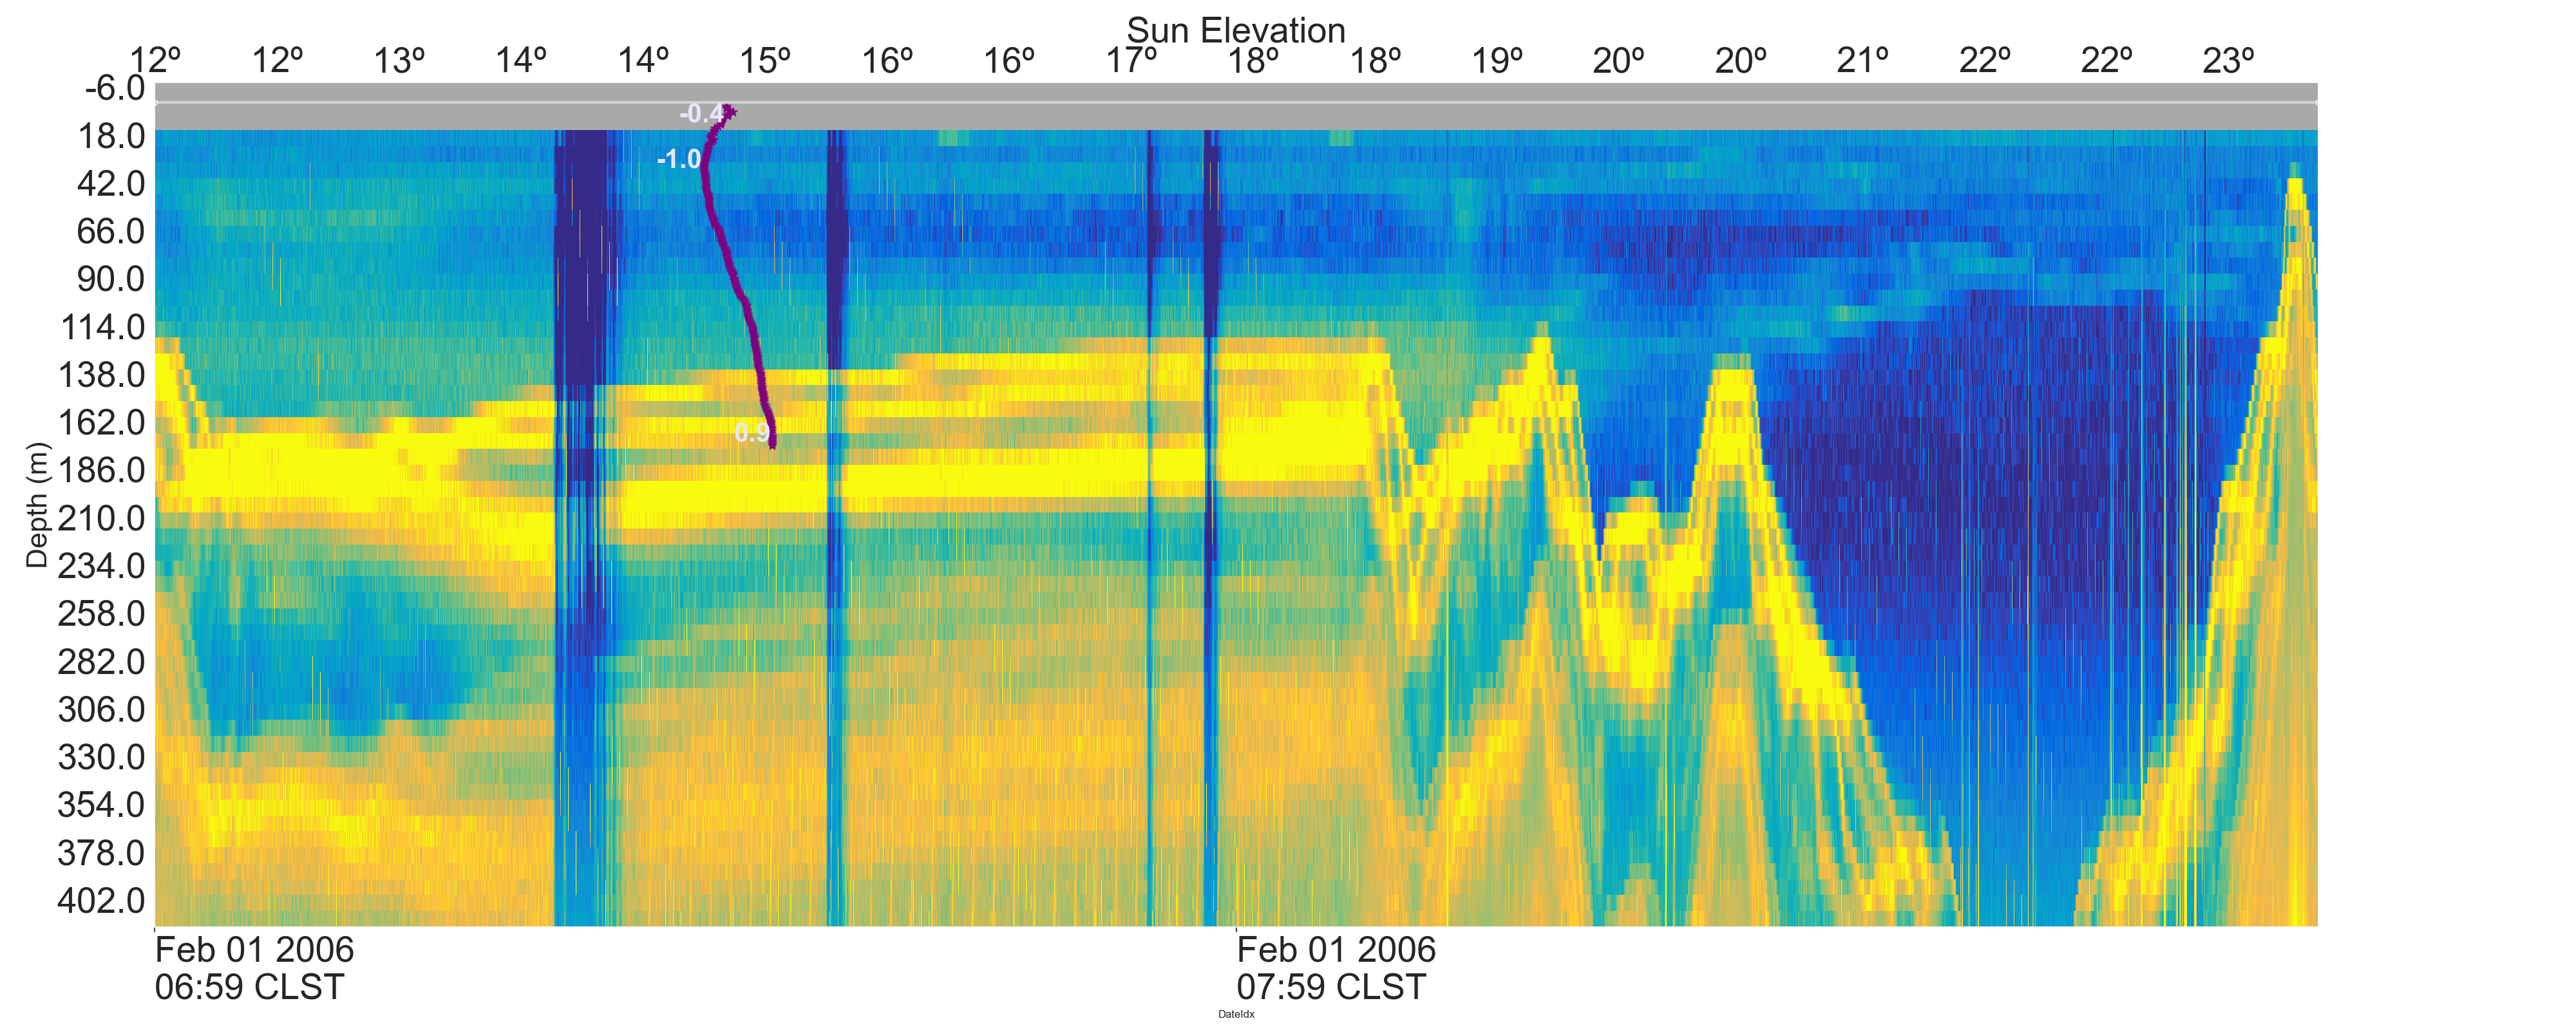 Sun Elevation
12º 12º 13º 14º 14º 15º 16º 16º 17º 18º 18º 19º 20º 20º 21º 22º 22º 23º
-6.0
18.0
42.0
66.0
90.0
114.0
138.0
162.0
186.0
210.0
234.0
258.0
282.0
306.0
330.0
354.0
378.0
402.0
Depth (m)
-0.4
-1.0
0.9
Feb 01 2006
06:59 CLST
Feb 01 2006
07:59 CLST
DateIdx